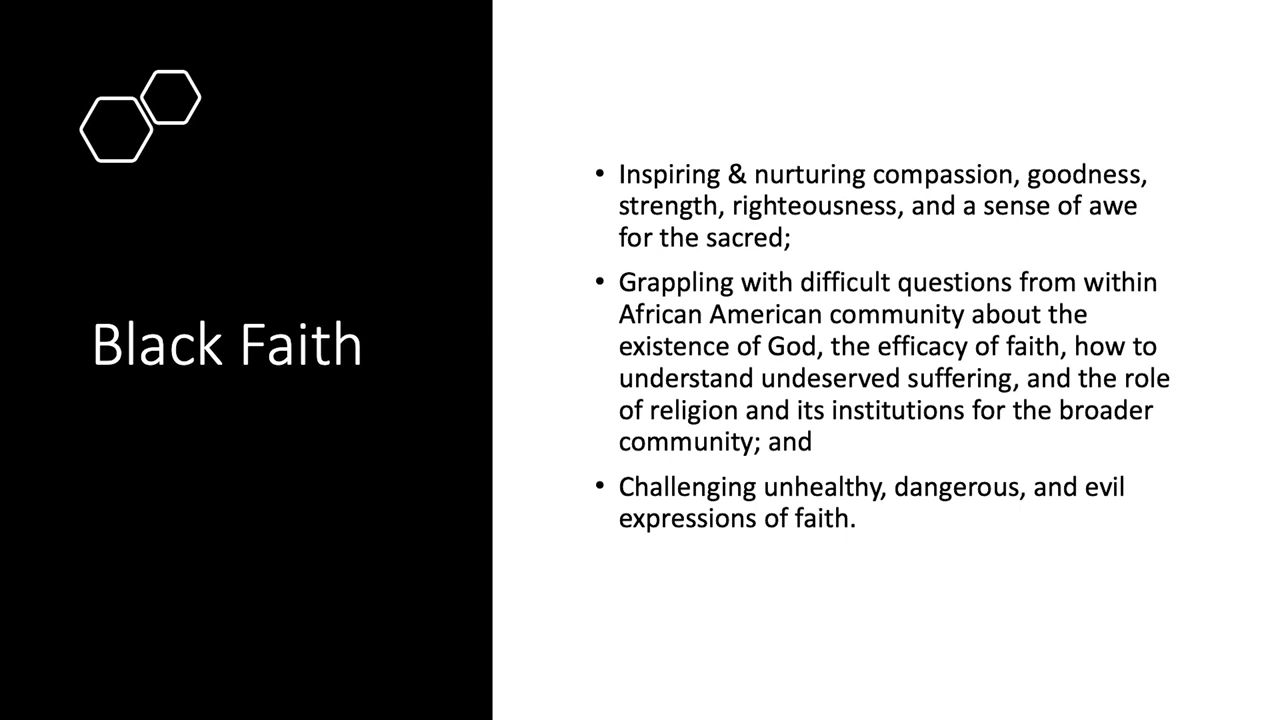 Black Faith
• Inspiring & nurturing compassion, goodness,
strength, righteousness, and a sense of awe
for the sacred;
• Grappling with difficult questions from within
African American community about the
existence of God, the efficacy of faith, how to
understand undeserved suffering, and the role
of religion and its institutions for the broader
community; and
• Challenging unhealthy, dangerous, and evil
expressions of faith.